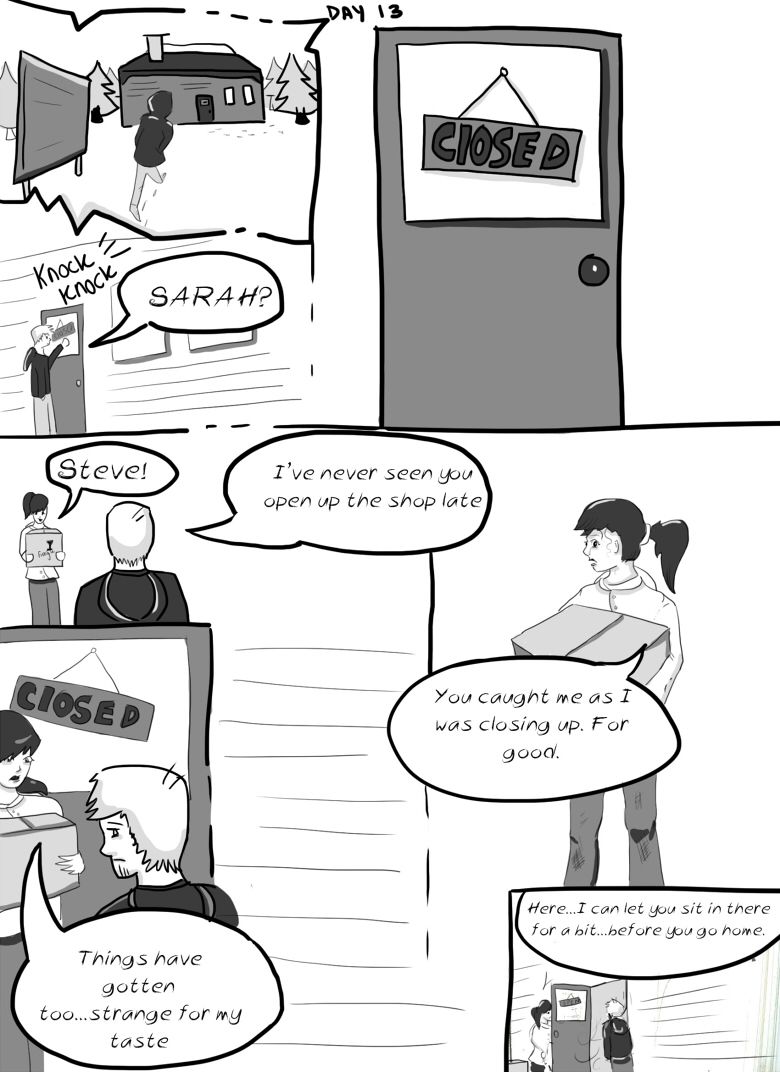 DAY 13
CLOSED
Knock
Knock
CLOSED
SARAH?
Steve!
I've never seen you
open up the shop late
You caught me as I
was closing up. For
good.
CLOSED
Things have
gotten
too...strange for my
taste
Here...I can let you sit in there
for a bit...before you go home.
CLOSED